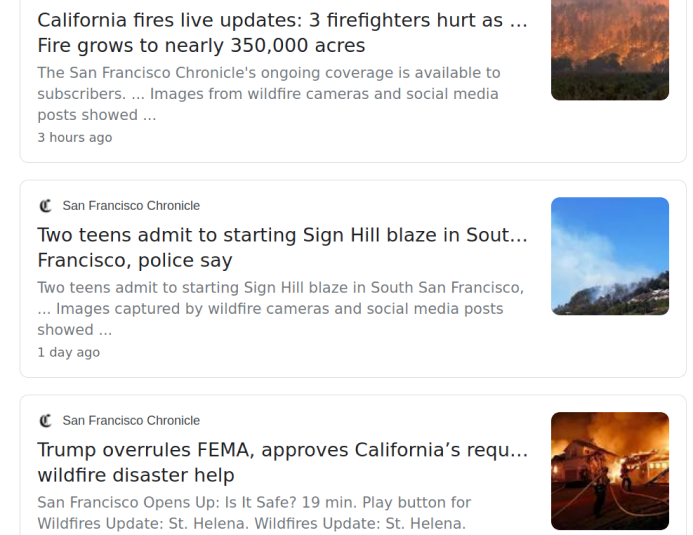 California fires live updates: 3 firefighters hurt as ...
Fire grows to nearly 350,000 acres
The San Francisco Chronicle's ongoing coverage is available to
subscribers. ... Images from wildfire cameras and social media
posts showed ...
3 hours ago
San Francisco Chronicle
Two teens admit to starting Sign Hill blaze in Sout...
Francisco, police say
Two teens admit to starting Sign Hill blaze in South San Francisco,
... Images captured by wildfire cameras and social media posts
showed ...
1 day ago
San Francisco Chronicle
Trump overrules FEMA, approves California’s requ...
wildfire disaster help
San Francisco Opens Up: Is It Safe? 19 min. Play button for
Wildfires Update: St. Helena. Wildfires Update: St. Helena.